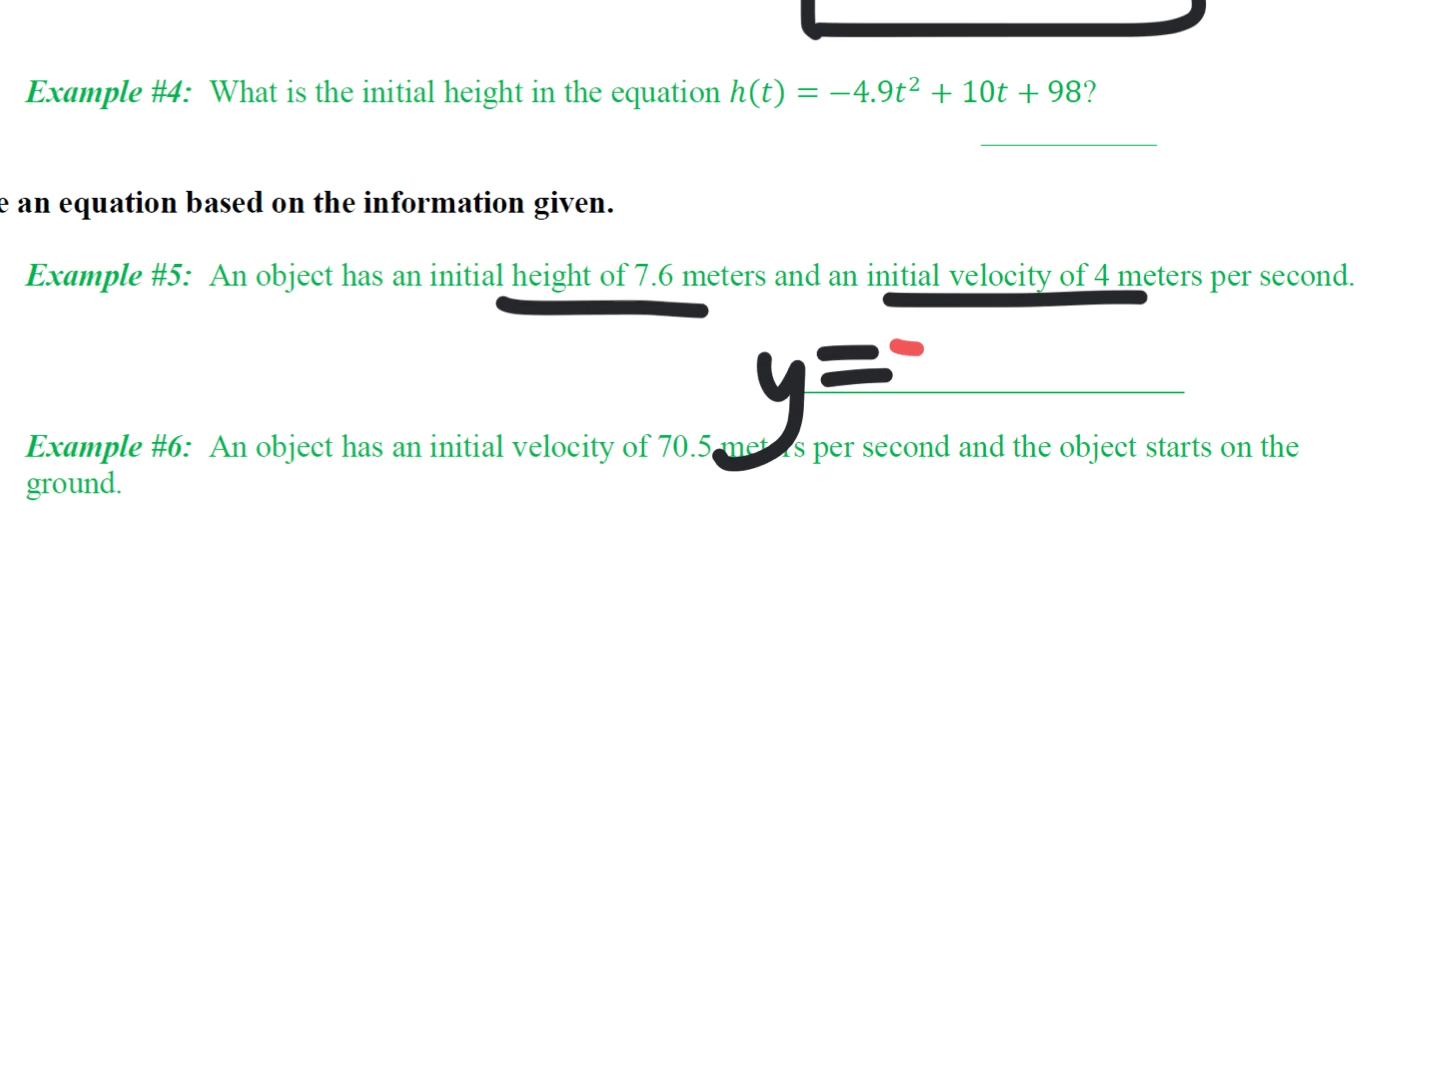 Example #4: What is the initial height in the equation h(t) = −4.9t² + 10t + 98?
e an equation based on the information given.
Example #5: An object has an initial height of 7.6 meters and an initial velocity of 4 meters per second.
y = -
Example #6: An object has an initial velocity of 70.5 meters per second and the object starts on the
ground.